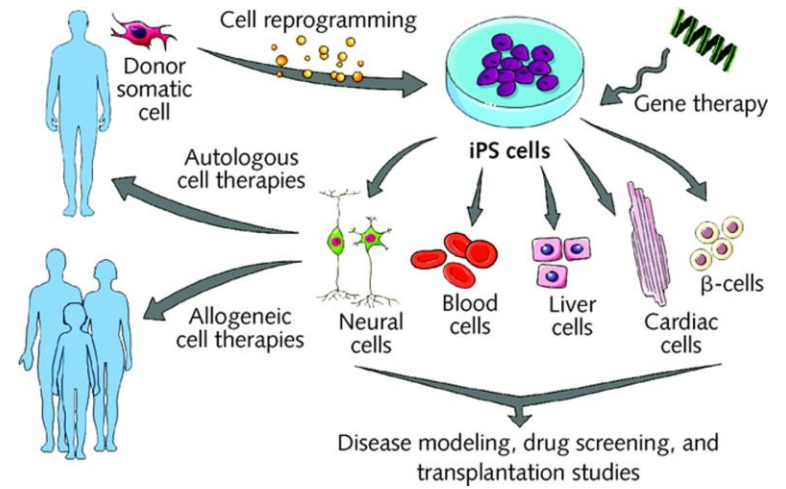 Cell reprogramming
Donor
somatic
cell
Gene therapy
iPS cells
Autologous
cell therapies
Allogeneic
cell therapies
Neural
cells
Blood
cells
Liver
cells
Cardiac
cells
β-cells
Disease modeling, drug screening, and
transplantation studies